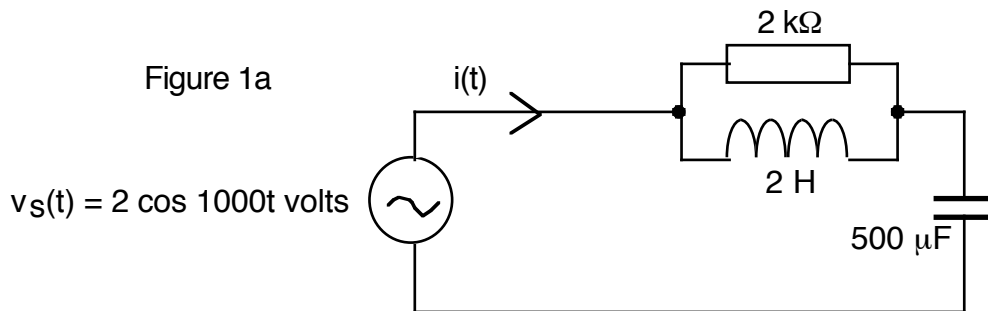 2 kΩ
Figure 1a
i(t)
2 H
vS(t) = 2 cos 1000t volts
500 μF